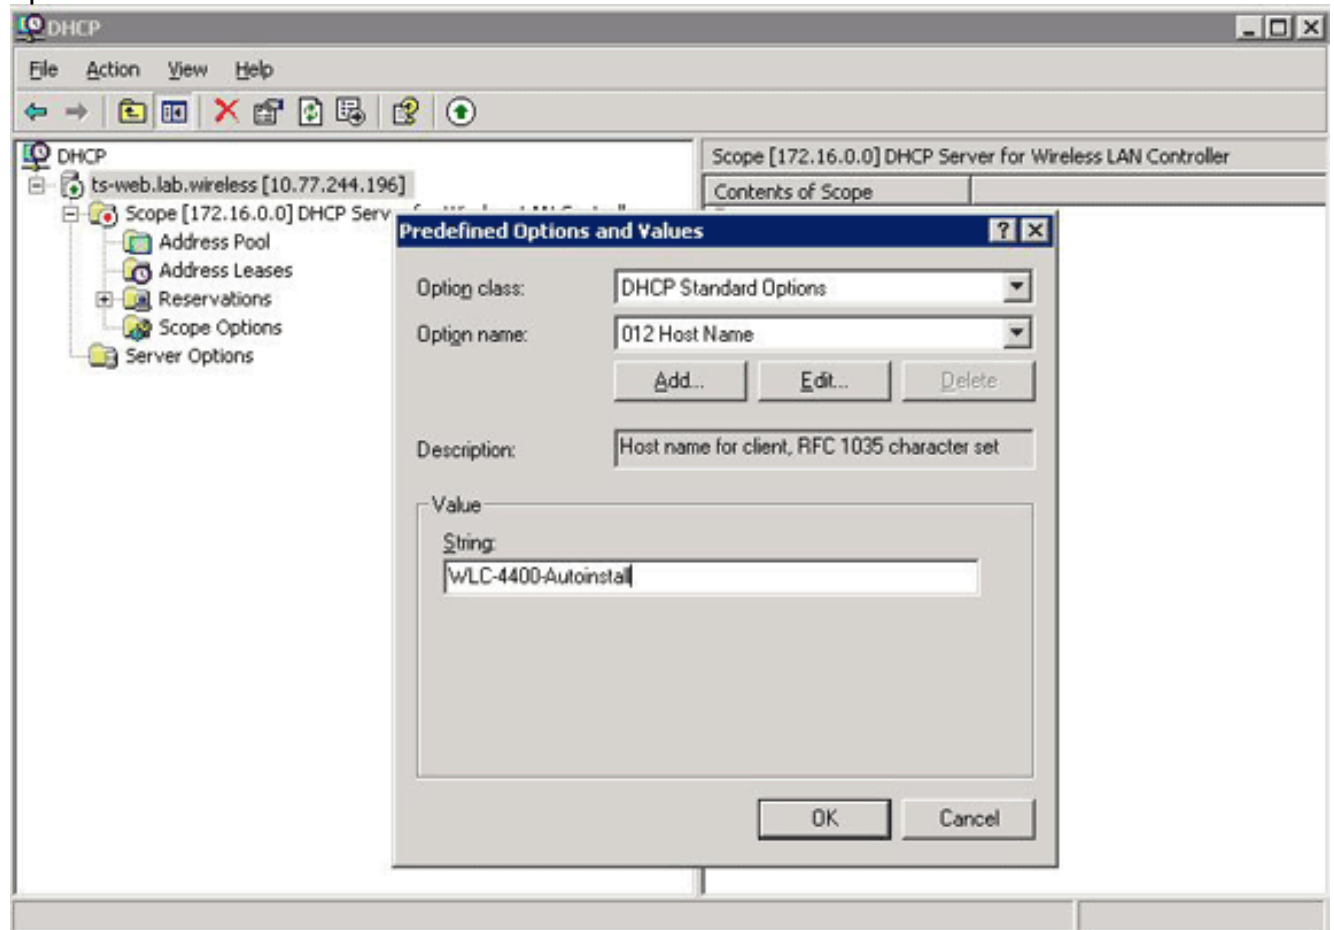 DHCP
File Action View Help
DHCP
Scope [172.16.0.0] DHCP Server for Wireless LAN Controller
ts-web.lab.wireless [10.77.244.196]
Contents of Scope
Scope [172.16.0.0] DHCP Serv
Address Pool
Address Leases
Reservations
Scope Options
Server Options
Predefined Options and Values
Option class: DHCP Standard Options
Option name: 012 Host Name
Add... Edit... Delete
Description: Host name for client, RFC 1035 character set
Value
String:
WLC-4400-Autoinstall
OK Cancel